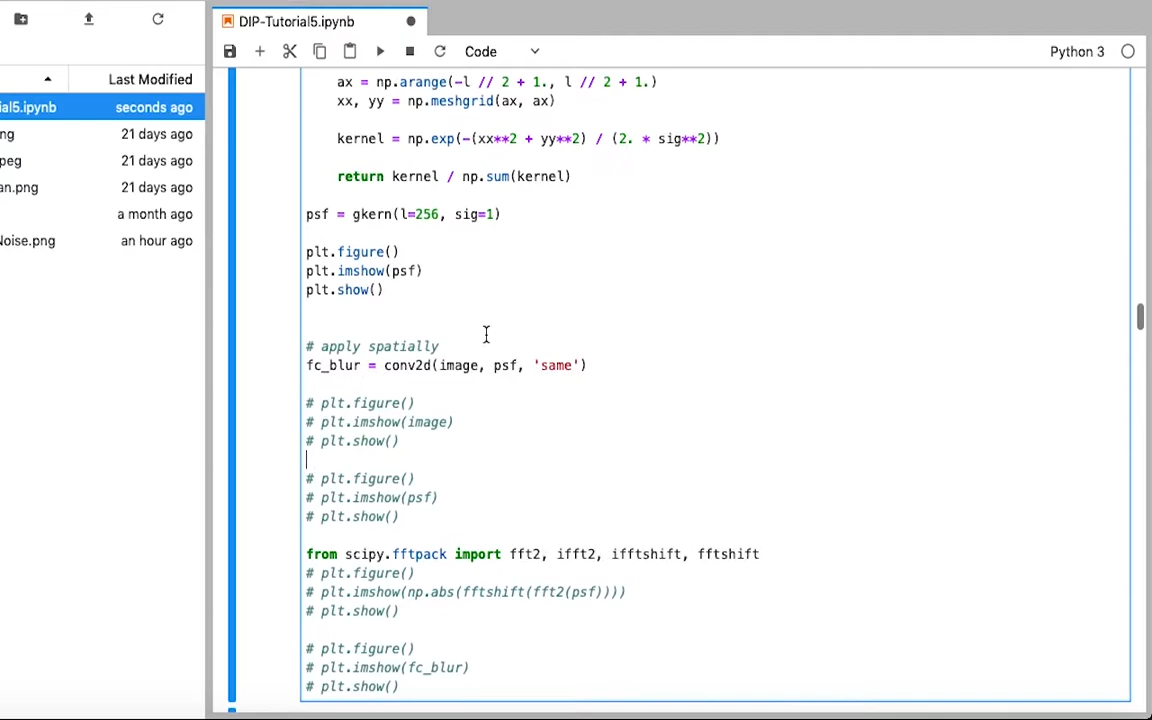 DIP-Tutorial5.ipynb
Code
Python 3
Last Modified
ial5.ipynb seconds ago
ng 21 days ago
peg 21 days ago
an.png 21 days ago
a month ago
Noise.png an hour ago
ax = np.arange(-l // 2 + 1., l // 2 + 1.)
xx, yy = np.meshgrid(ax, ax)
kernel = np.exp(-(xx**2 + yy**2) / (2. * sig**2))
return kernel / np.sum(kernel)
psf = gkern(l=256, sig=1)
plt.figure()
plt.imshow(psf)
plt.show()
# apply spatially
fc_blur = conv2d(image, psf, 'same')
# plt.figure()
# plt.imshow(image)
# plt.show()
# plt.figure()
# plt.imshow(psf)
# plt.show()
from scipy.fftpack import fft2, ifft2, ifftshift, fftshift
# plt.figure()
# plt.imshow(np.abs(fftshift(fft2(psf))))
# plt.show()
# plt.figure()
# plt.imshow(fc_blur)
# plt.show()